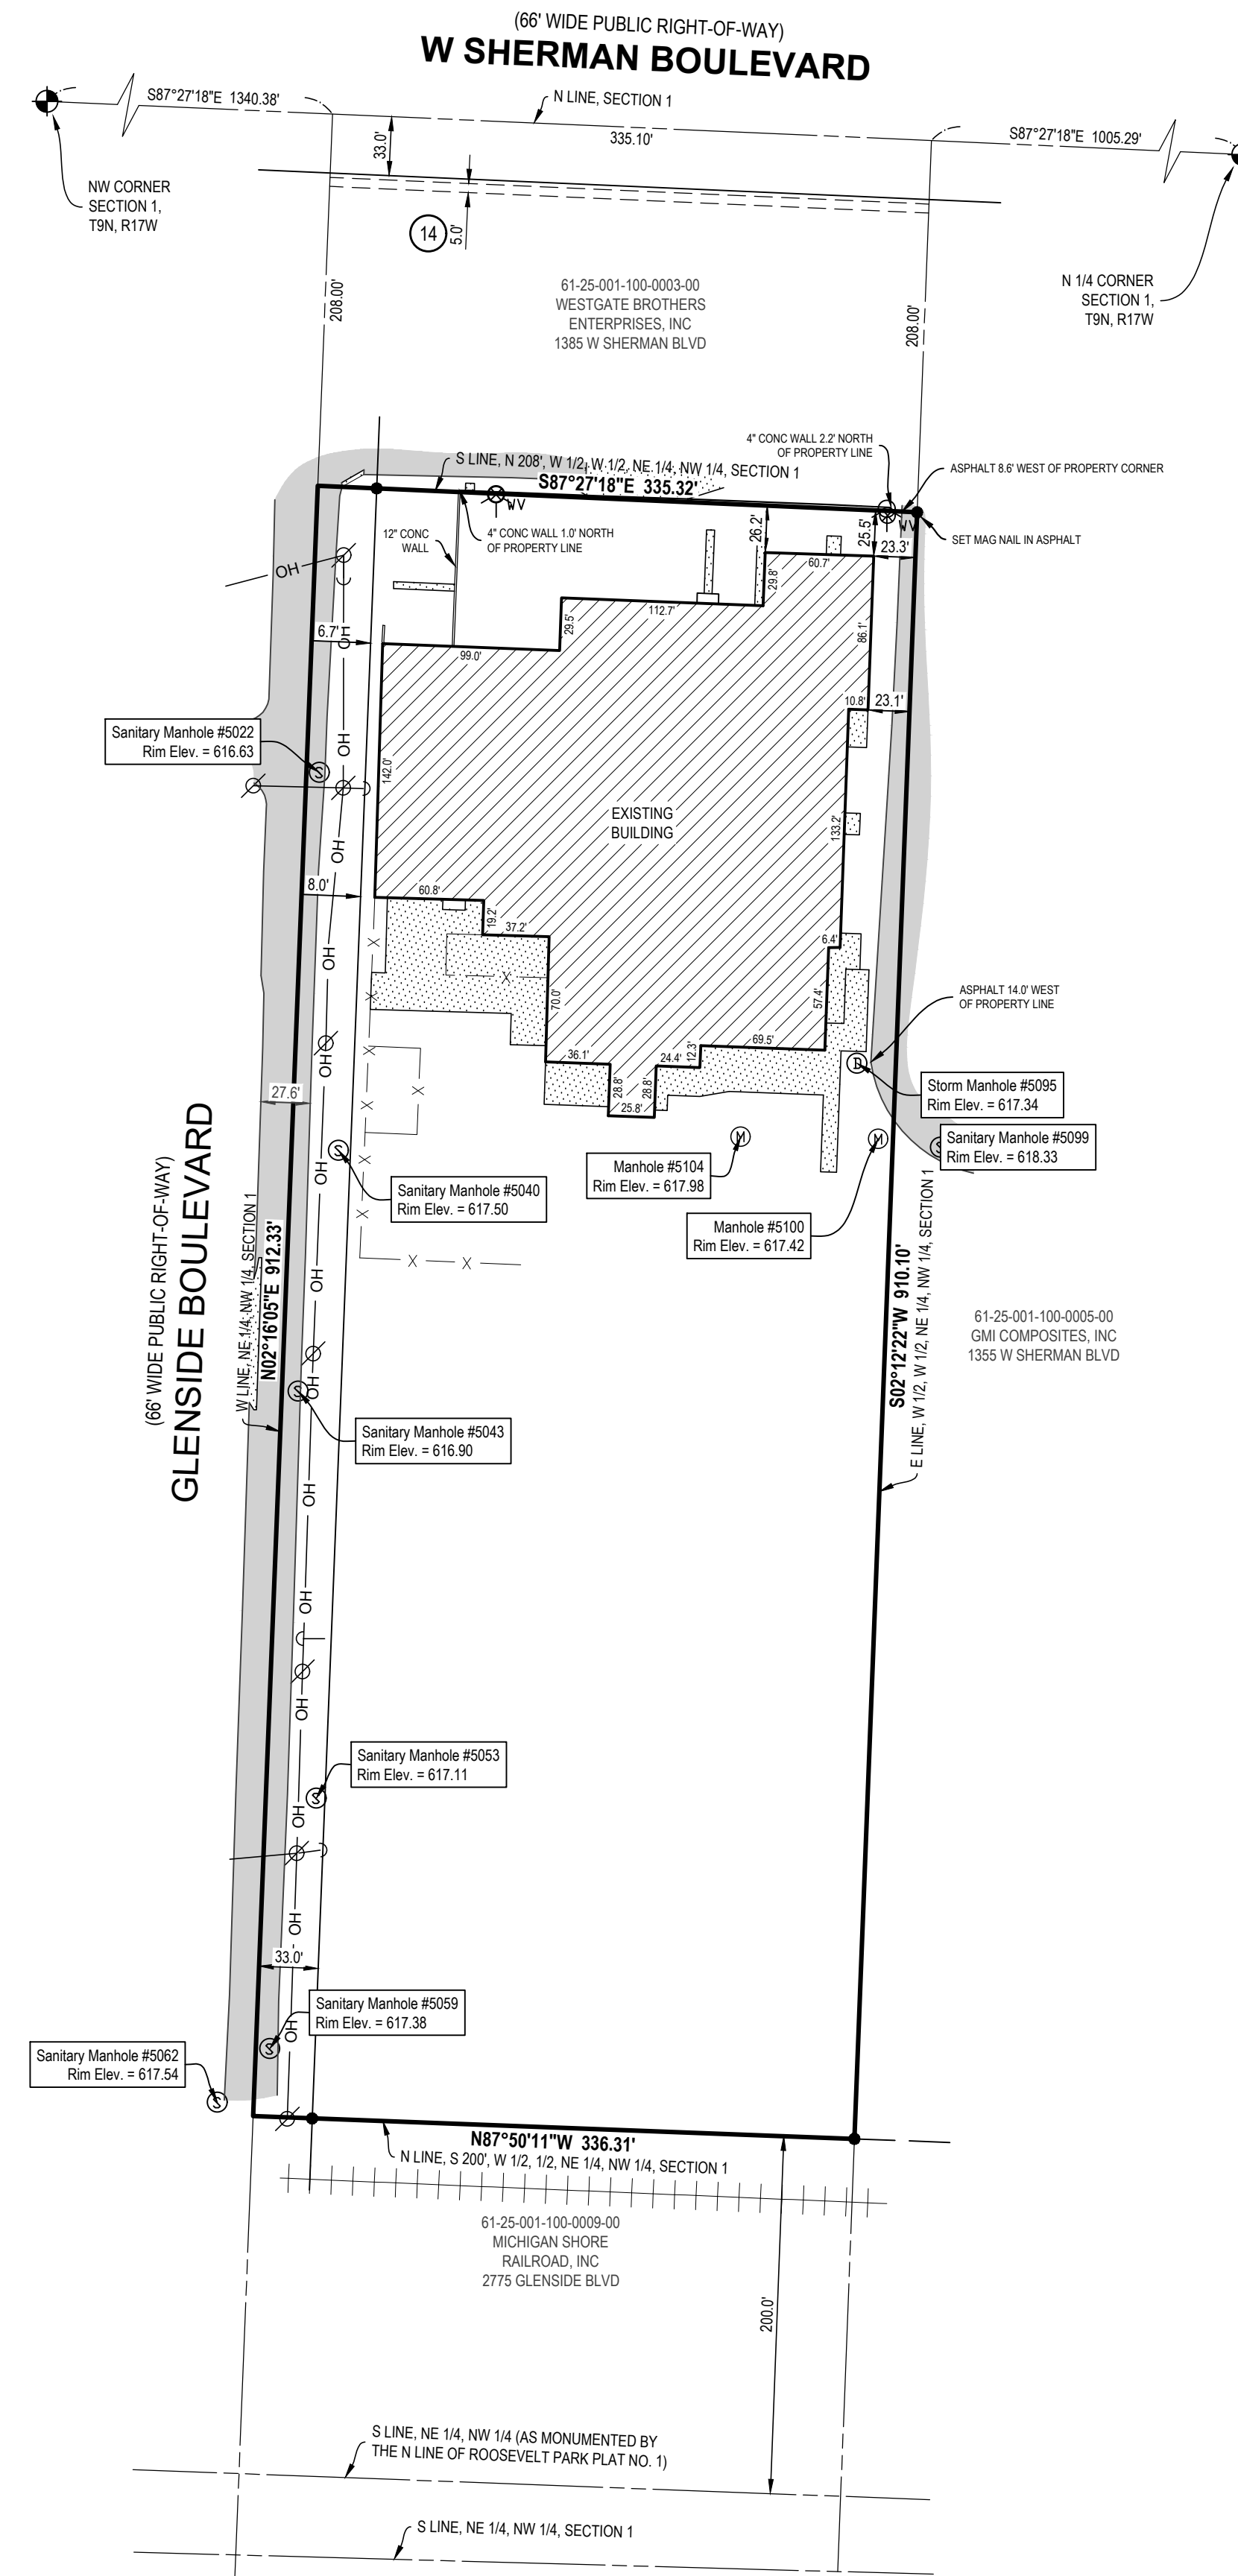 (66' WIDE PUBLIC RIGHT-OF-WAY)
W SHERMAN BOULEVARD
S87°27'18"E 1340.38'
N LINE, SECTION 1
335.10'
S87°27'18"E 1005.29'
33.0'
NW CORNER
SECTION 1,
T9N, R17W
14
5.0'
N 1/4 CORNER
SECTION 1,
T9N, R17W
208.00'
61-25-001-100-0003-00
WESTGATE BROTHERS
ENTERPRISES, INC
1385 W SHERMAN BLVD
208.00'
4" CONC WALL 2.2' NORTH
OF PROPERTY LINE
S LINE, N 208', W 1/2, W 1/2, NE 1/4, NW 1/4, SECTION 1
S87°27'18"E 335.32'
ASPHALT 8.6' WEST OF PROPERTY CORNER
WV
WV
SET MAG NAIL IN ASPHALT
12" CONC
WALL
4" CONC WALL 1.0' NORTH
OF PROPERTY LINE
26.2'
25.5'
23.3'
60.7'
29.8'
OH
112.7'
29.5'
86.1'
6.7'
OH
99.0'
10.8'
23.1'
Sanitary Manhole #5022
Rim Elev. = 616.63
OH
142.0'
EXISTING
BUILDING
133.2'
OH
8.0'
60.8'
19.2'
37.2'
6.4'
OH
X
X
X
70.0'
57.4'
ASPHALT 14.0' WEST
OF PROPERTY LINE
OH
X
36.1'
24.4'
12.3'
69.5'
D
28.8'
28.8'
25.8'
27.6'
X
X
Storm Manhole #5095
Rim Elev. = 617.34
S
Sanitary Manhole #5099
Rim Elev. = 618.33
M
M
S
X
OH
Manhole #5104
Rim Elev. = 617.98
Sanitary Manhole #5040
Rim Elev. = 617.50
X
Manhole #5100
Rim Elev. = 617.42
X
X
OH
(66' WIDE PUBLIC RIGHT-OF-WAY)
GLENSIDE BOULEVARD
W LINE, NE 1/4, NW 1/4, SECTION 1
N02°16'05"E 912.33'
S02°12'22"W 910.10'
E LINE, W 1/2, W 1/2, NE 1/4, NW 1/4, SECTION 1
61-25-001-100-0005-00
GMI COMPOSITES, INC
1355 W SHERMAN BLVD
S
OH
Sanitary Manhole #5043
Rim Elev. = 616.90
OH
OH
OH
Sanitary Manhole #5053
Rim Elev. = 617.11
S
OH
OH
33.0'
Sanitary Manhole #5059
Rim Elev. = 617.38
OH
S
Sanitary Manhole #5062
Rim Elev. = 617.54
S
N87°50'11"W 336.31'
N LINE, S 200', W 1/2, 1/2, NE 1/4, NW 1/4, SECTION 1
61-25-001-100-0009-00
MICHIGAN SHORE
RAILROAD, INC
2775 GLENSIDE BLVD
200.0'
S LINE, NE 1/4, NW 1/4 (AS MONUMENTED BY
THE N LINE OF ROOSEVELT PARK PLAT NO. 1)
S LINE, NE 1/4, NW 1/4, SECTION 1